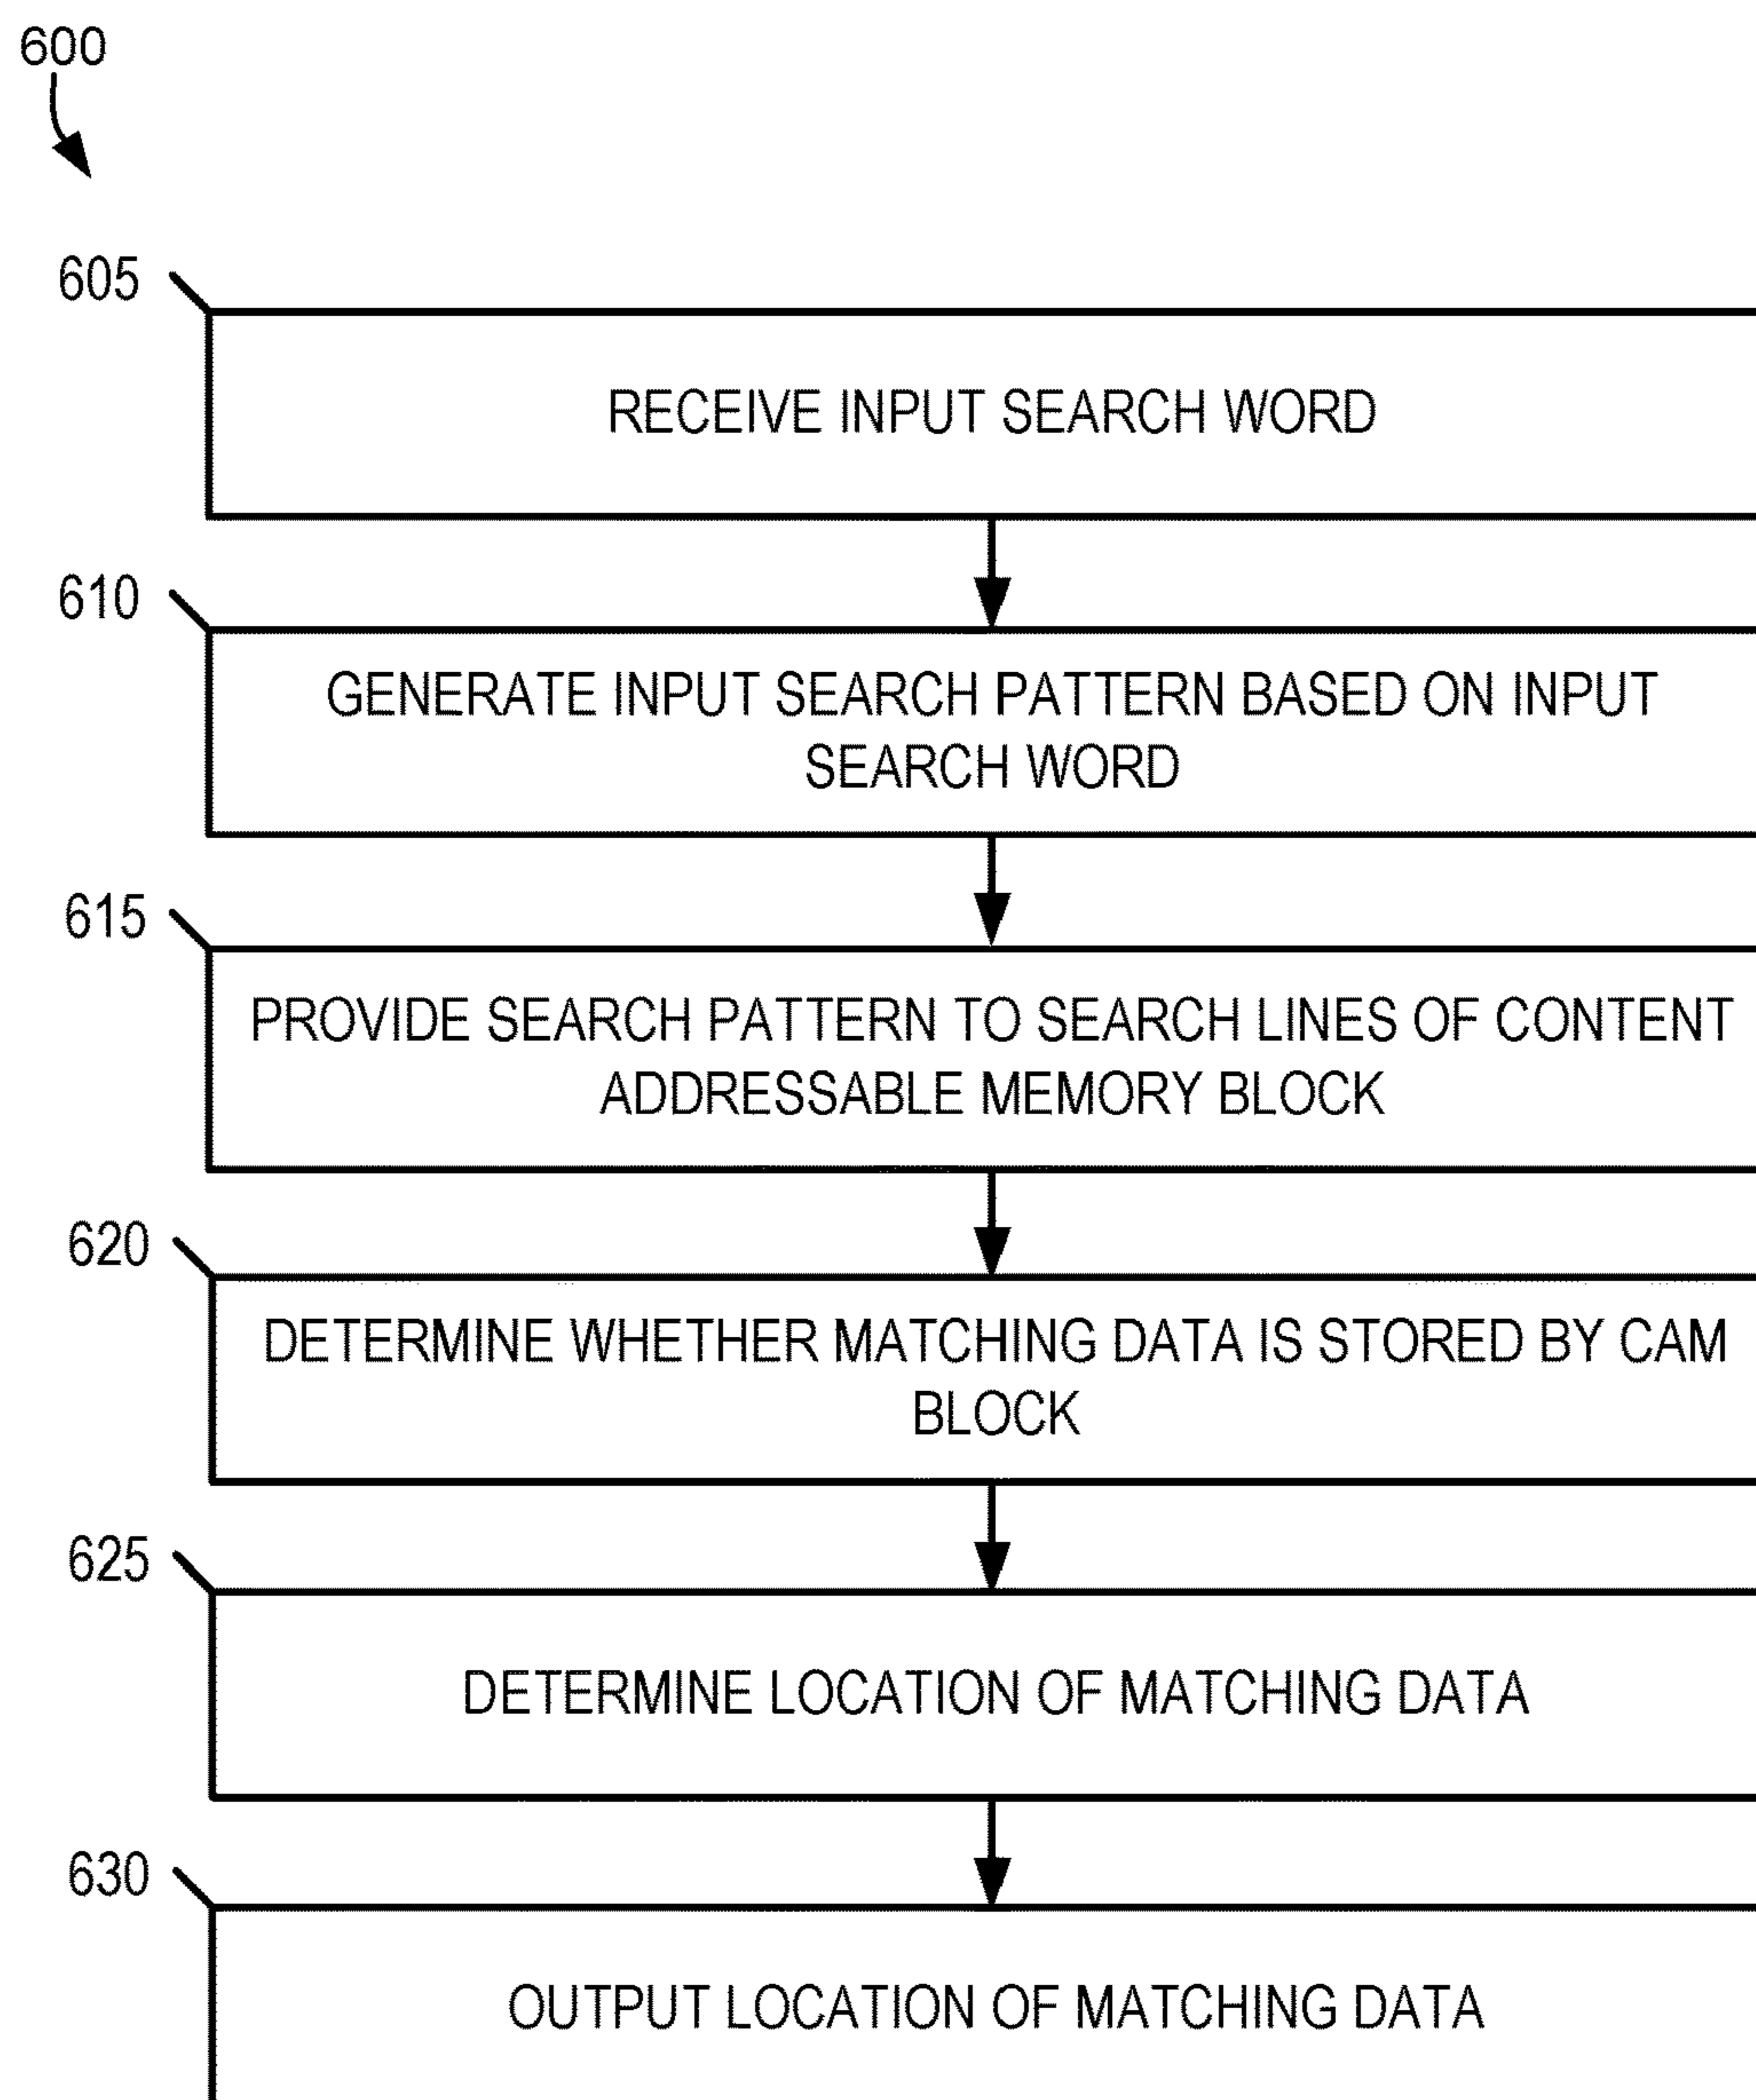 600
605
RECEIVE INPUT SEARCH WORD
610
GENERATE INPUT SEARCH PATTERN BASED ON INPUT
SEARCH WORD
615
PROVIDE SEARCH PATTERN TO SEARCH LINES OF CONTENT
ADDRESSABLE MEMORY BLOCK
620
DETERMINE WHETHER MATCHING DATA IS STORED BY CAM
BLOCK
625
DETERMINE LOCATION OF MATCHING DATA
630
OUTPUT LOCATION OF MATCHING DATA